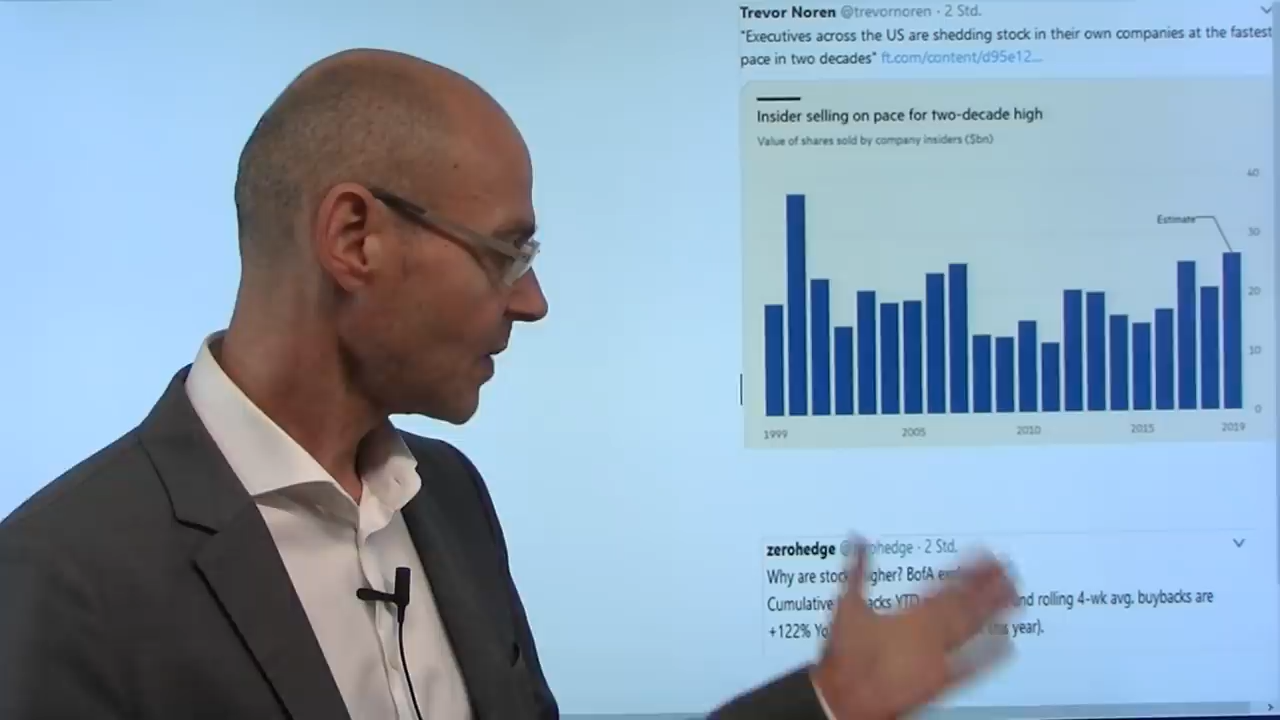 Trevor Noren @trevornoren · 2 Std.
"Executives across the US are shedding stock in their own companies at the fastest
pace in two decades" ft.com/content/d95e12...
Insider selling on pace for two-decade high
Value of shares sold by company insiders ($bn)
40
Estimate
30
20
10
0
1999 2005 2010 2015 2019
zerohedge 2 Std.
Why are BofA
Cumulative YTD rolling 4-wk avg, buybacks are
+122% year).